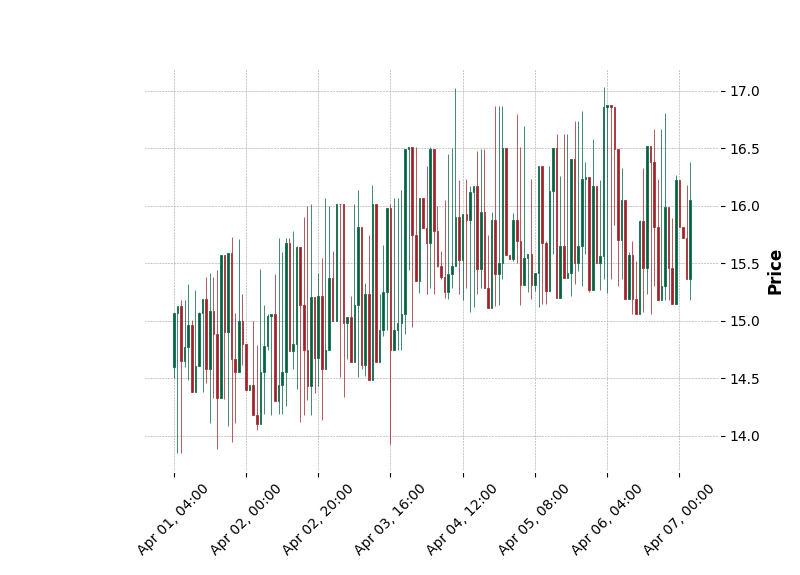 17.0
16.5
16.0
15.5
15.0
14.5
14.0
Price
Apr 01, 04:00
Apr 02, 00:00
Apr 02, 20:00
Apr 03, 16:00
Apr 04, 12:00
Apr 05, 08:00
Apr 06, 04:00
Apr 07, 00:00